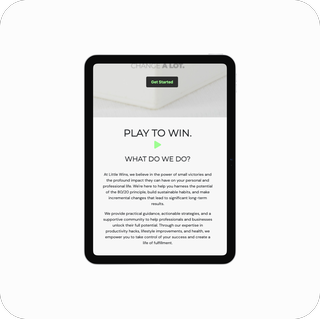 CHANGE A LOT.
Get Started
PLAY TO WIN.
WHAT DO WE DO?
At Little Wins, we believe in the power of small victories and
the profound impact they can have on your personal and
professional life. We're here to help you harness the potential
of the 80/20 principle, build sustainable habits, and make
incremental changes that lead to significant long-term
results.
We provide practical guidance, actionable strategies, and a
supportive community to help professionals and businesses
unlock their full potential. Through our expertise in
productivity hacks, lifestyle improvements, and health, we
empower you to take control of your success and create a
life of fulfillment.